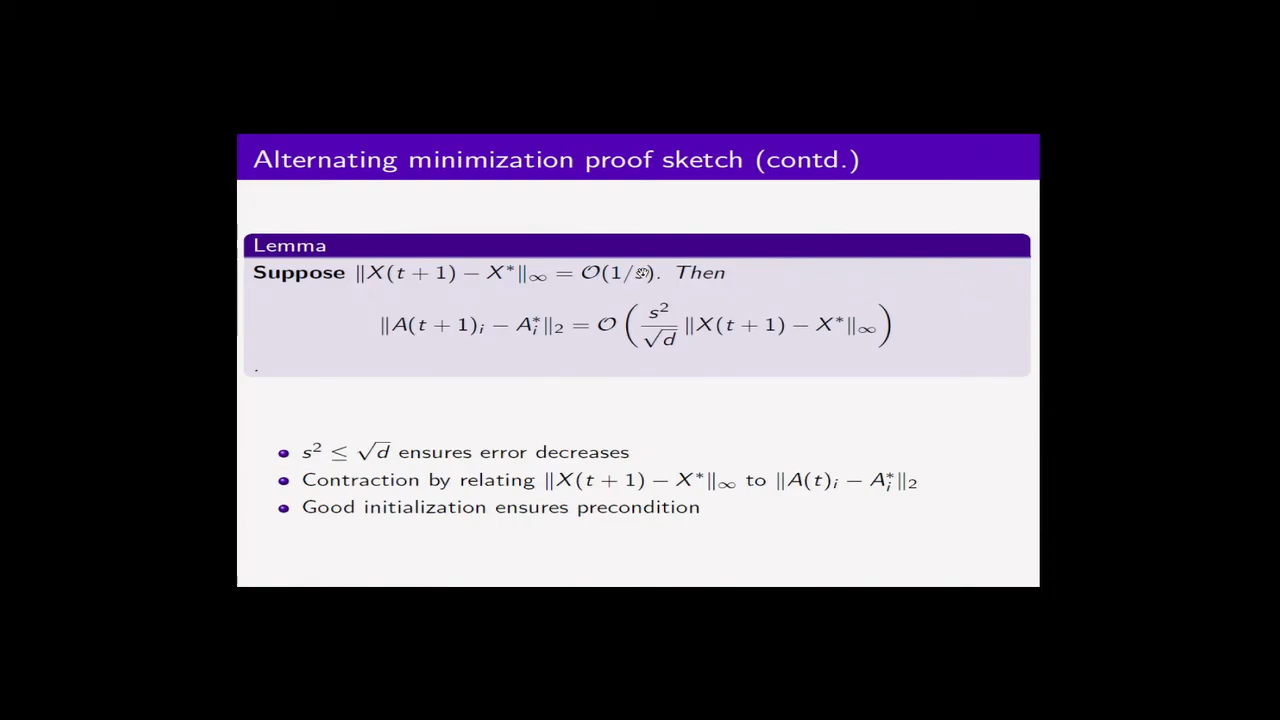 Alternating minimization proof sketch (contd.)
Lemma
Suppose ‖X(t + 1) − X*‖∞ = 𝒪(1/s). Then
‖A(t + 1)ᵢ − A*ᵢ‖₂ = 𝒪 ( s²/√d ‖X(t + 1) − X*‖∞ )
.
s² ≤ √d ensures error decreases
Contraction by relating ‖X(t + 1) − X*‖∞ to ‖A(t)ᵢ − A*ᵢ‖₂
Good initialization ensures precondition